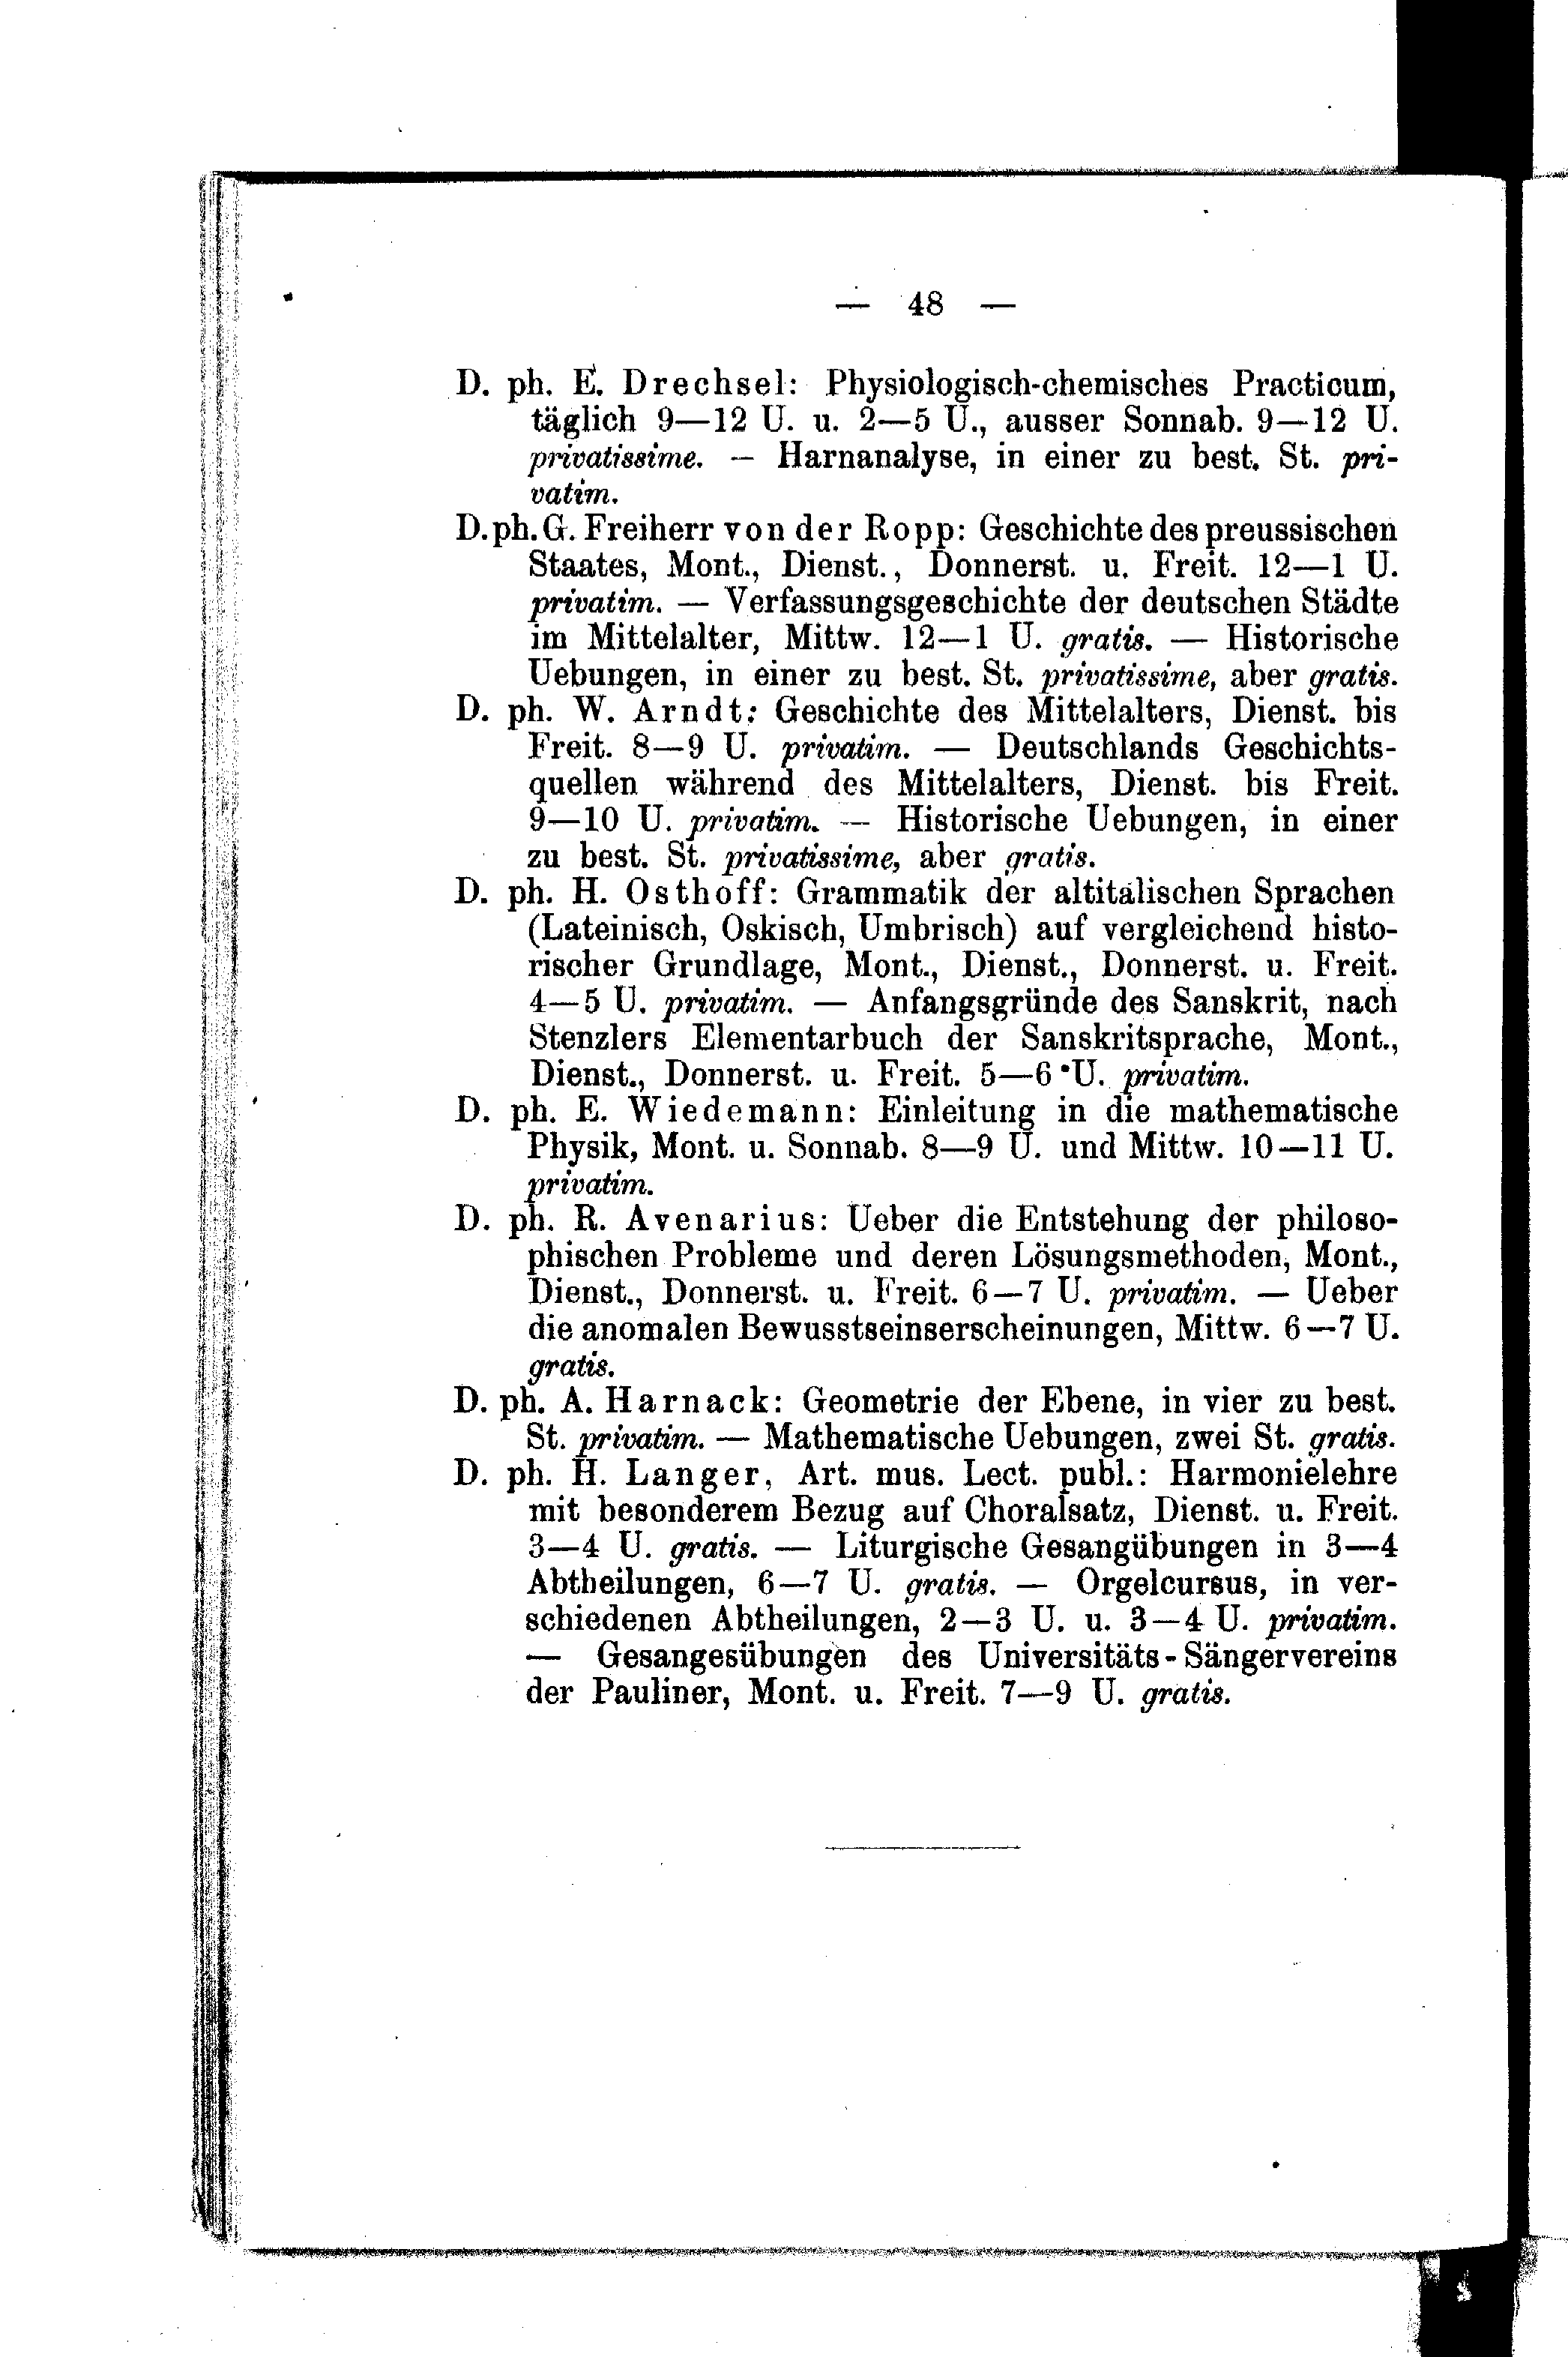 — 48 —
D. ph. E. Drechsel: Physiologisch-chemisches Practicum,
täglich 9—12 U. u. 2—5 U., ausser Sonnab. 9—12 U.
privatissime. — Harnanalyse, in einer zu best. St. pri-
vatim.
D. ph. G. Freiherr von der Ropp: Geschichte des preussischen
Staates, Mont., Dienst., Donnerst. u. Freit. 12—1 U.
privatim. — Verfassungsgeschichte der deutschen Städte
im Mittelalter, Mittw. 12—1 U. gratis. — Historische
Uebungen, in einer zu best. St. privatissime, aber gratis.
D. ph. W. Arndt: Geschichte des Mittelalters, Dienst. bis
Freit. 8—9 U. privatim. — Deutschlands Geschichts-
quellen während des Mittelalters, Dienst. bis Freit.
9—10 U. privatim. — Historische Uebungen, in einer
zu best. St. privatissime, aber gratis.
D. ph. H. Osthoff: Grammatik der altitalischen Sprachen
(Lateinisch, Oskisch, Umbrisch) auf vergleichend histo-
rischer Grundlage, Mont., Dienst., Donnerst. u. Freit.
4—5 U. privatim. — Anfangsgründe des Sanskrit, nach
Stenzlers Elementarbuch der Sanskritsprache, Mont.,
Dienst., Donnerst. u. Freit. 5—6 U. privatim.
D. ph. E. Wiedemann: Einleitung in die mathematische
Physik, Mont. u. Sonnab. 8—9 U. und Mittw. 10—11 U.
privatim.
D. ph. R. Avenarius: Ueber die Entstehung der philoso-
phischen Probleme und deren Lösungsmethoden, Mont.,
Dienst., Donnerst. u. Freit. 6—7 U. privatim. — Ueber
die anomalen Bewusstseinserscheinungen, Mittw. 6—7 U.
gratis.
D. ph. A. Harnack: Geometrie der Ebene, in vier zu best.
St. privatim. — Mathematische Uebungen, zwei St. gratis.
D. ph. H. Langer, Art. mus. Lect. publ.: Harmonielehre
mit besonderem Bezug auf Choralsatz, Dienst. u. Freit.
3—4 U. gratis. — Liturgische Gesangübungen in 3—4
Abtheilungen, 6—7 U. gratis. — Orgelcursus, in ver-
schiedenen Abtheilungen, 2—3 U. u. 3—4 U. privatim.
— Gesangesübungen des Universitäts-Sängervereins
der Pauliner, Mont. u. Freit. 7—9 U. gratis.